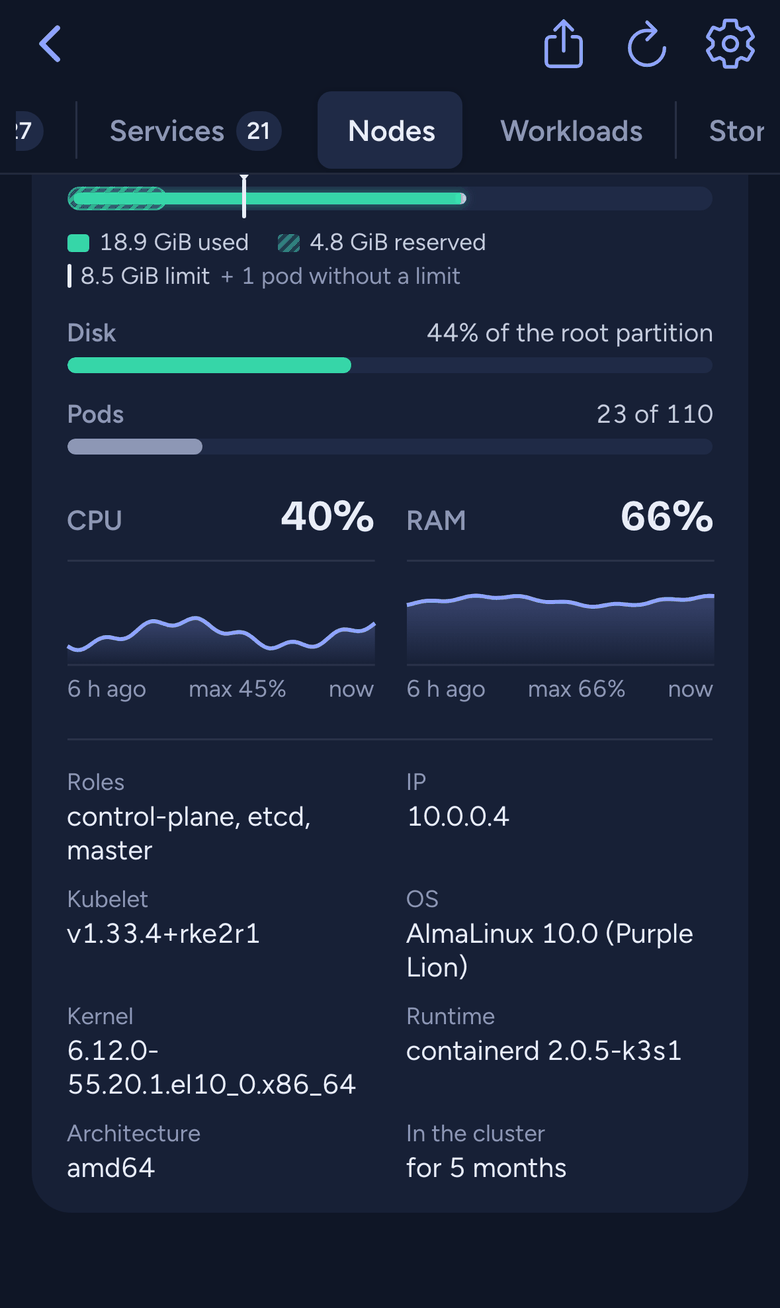 27
Services 21
Nodes
Workloads
Stor
18.9 GiB used 4.8 GiB reserved
8.5 GiB limit + 1 pod without a limit
Disk 44% of the root partition
Pods 23 of 110
CPU 40% RAM 66%
6 h ago max 45% now 6 h ago max 66% now
Roles IP
control-plane, etcd, 10.0.0.4
master
Kubelet OS
v1.33.4+rke2r1 AlmaLinux 10.0 (Purple
Lion)
Kernel Runtime
6.12.0- containerd 2.0.5-k3s1
55.20.1.el10_0.x86_64
Architecture In the cluster
amd64 for 5 months